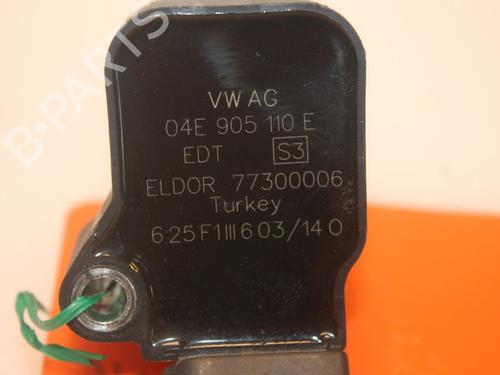 VW AG
04E 905 110 E
EDT S3
ELDOR 77300006
Turkey
625F1III603/140
B-PARTS